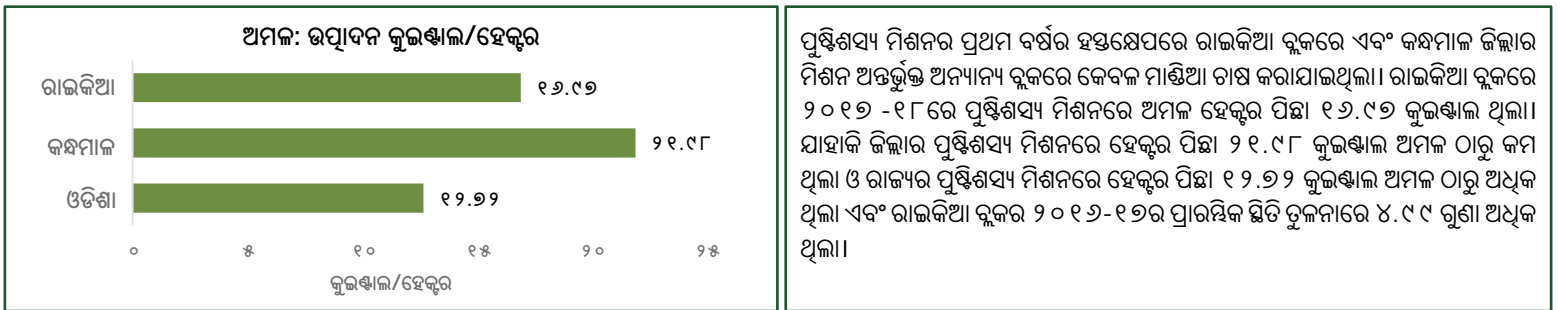 ଅମଳ: ଉତ୍ପାଦନ କୁଇଣ୍ଟାଲ/ହେକ୍ଟର
ରାଇକିଆ
୧୬.୯୭
କନ୍ଧମାଳ
୨୧.୯୮
ଓଡିଶା
୧୨.୭୨
୦ ୫ ୧୦ ୧୫ ୨୦ ୨୫
କୁଇଣ୍ଟାଲ/ହେକ୍ଟର
ପୁଷ୍ଟିଶସ୍ୟ ମିଶନର ପ୍ରଥମ ବର୍ଷର ହସ୍ତକ୍ଷେପରେ ରାଇକିଆ ବ୍ଲକରେ ଏବଂ କନ୍ଧମାଳ ଜିଲ୍ଲାର
ମିଶନ ଅନ୍ତର୍ଭୁକ୍ତ ଅନ୍ୟାନ୍ୟ ବ୍ଲକରେ କେବଳ ମାଣ୍ଡିଆ ଚାଷ କରାଯାଇଥିଲା। ରାଇକିଆ ବ୍ଲକରେ
୨୦୧୭ -୧୮ରେ ପୁଷ୍ଟିଶସ୍ୟ ମିଶନରେ ଅମଳ ହେକ୍ଟର ପିଛା ୧୬.୯୭ କୁଇଣ୍ଟାଲ ଥିଲା।
ଯାହାକି ଜିଲ୍ଲାର ପୁଷ୍ଟିଶସ୍ୟ ମିଶନରେ ହେକ୍ଟର ପିଛା ୨୧.୯୮ କୁଇଣ୍ଟାଲ ଅମଳ ଠାରୁ କମ
ଥିଲା ଓ ରାଜ୍ୟର ପୁଷ୍ଟିଶସ୍ୟ ମିଶନରେ ହେକ୍ଟର ପିଛା ୧୨.୭୨ କୁଇଣ୍ଟାଲ ଅମଳ ଠାରୁ ଅଧିକ
ଥିଲା ଏବଂ ରାଇକିଆ ବ୍ଲକର ୨୦୧୬-୧୭ର ପ୍ରାରମ୍ଭିକ ସ୍ଥିତି ତୁଳନାରେ ୪.୯୯ ଗୁଣା ଅଧିକ
ଥିଲା।